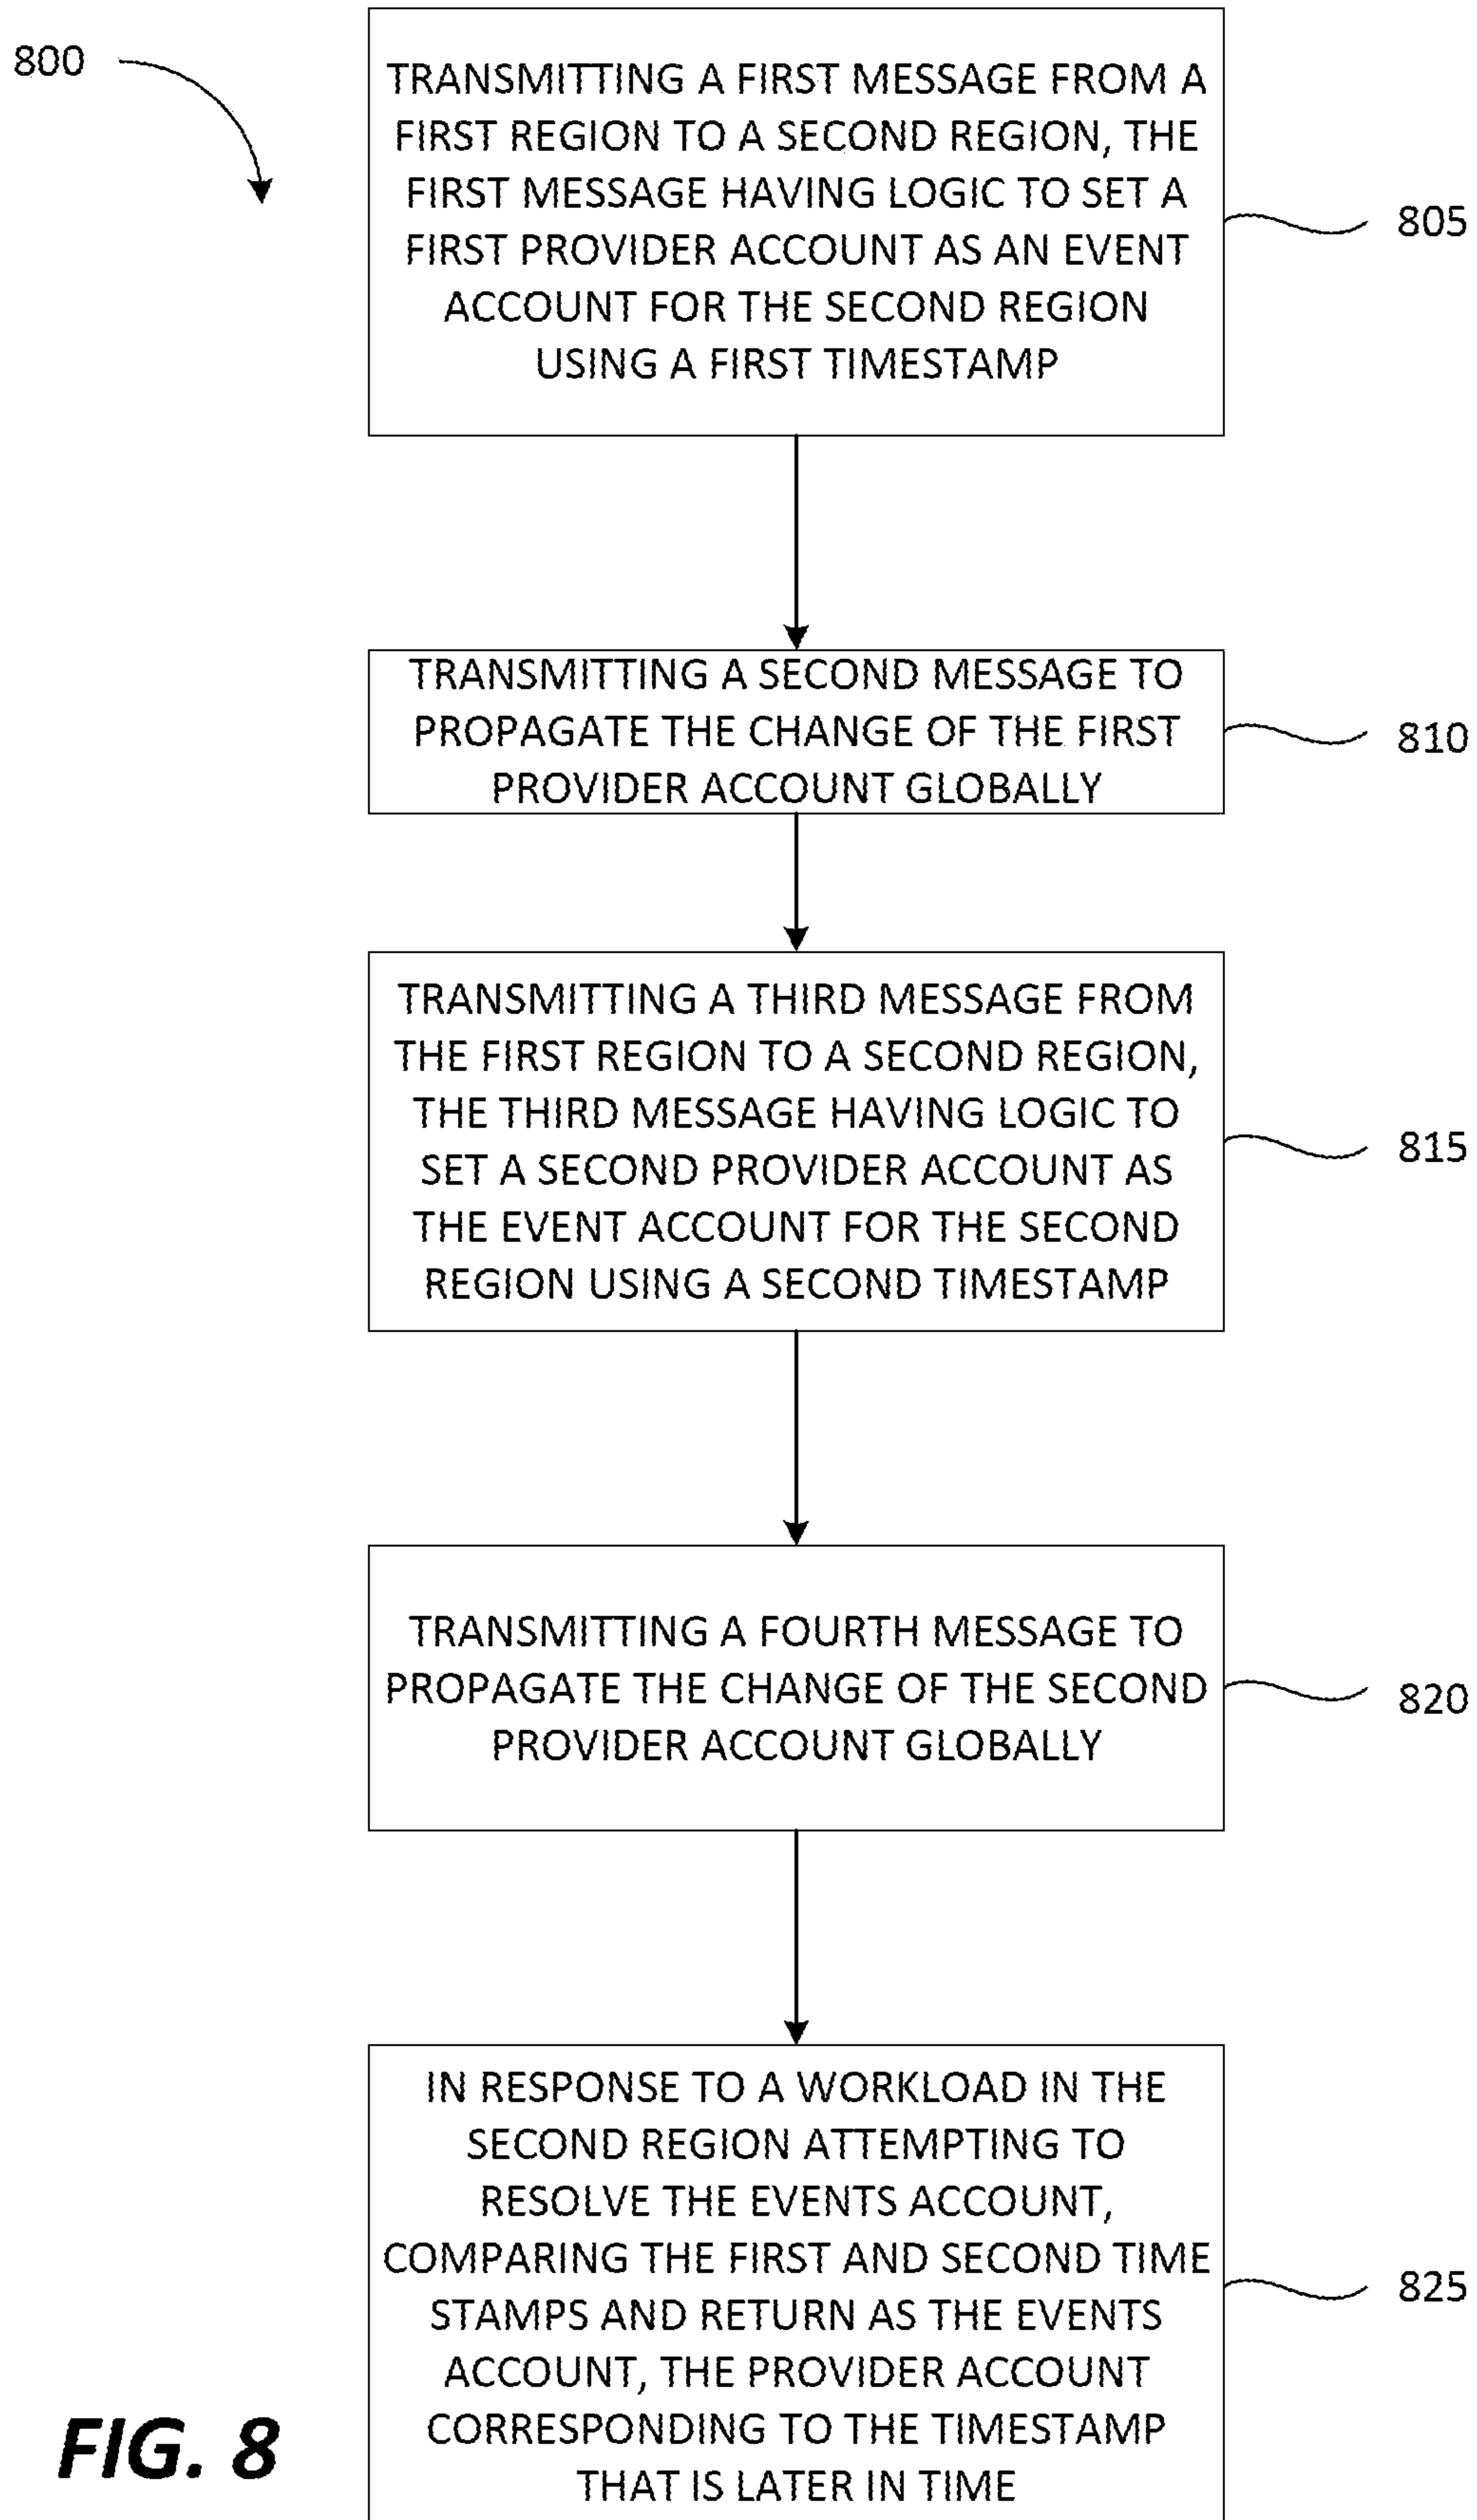 800
TRANSMITTING A FIRST MESSAGE FROM A
FIRST REGION TO A SECOND REGION, THE
FIRST MESSAGE HAVING LOGIC TO SET A
FIRST PROVIDER ACCOUNT AS AN EVENT
ACCOUNT FOR THE SECOND REGION
USING A FIRST TIMESTAMP
805
TRANSMITTING A SECOND MESSAGE TO
PROPAGATE THE CHANGE OF THE FIRST
PROVIDER ACCOUNT GLOBALLY
810
TRANSMITTING A THIRD MESSAGE FROM
THE FIRST REGION TO A SECOND REGION,
THE THIRD MESSAGE HAVING LOGIC TO
SET A SECOND PROVIDER ACCOUNT AS
THE EVENT ACCOUNT FOR THE SECOND
REGION USING A SECOND TIMESTAMP
815
TRANSMITTING A FOURTH MESSAGE TO
PROPAGATE THE CHANGE OF THE SECOND
PROVIDER ACCOUNT GLOBALLY
820
IN RESPONSE TO A WORKLOAD IN THE
SECOND REGION ATTEMPTING TO
RESOLVE THE EVENTS ACCOUNT,
COMPARING THE FIRST AND SECOND TIME
STAMPS AND RETURN AS THE EVENTS
ACCOUNT, THE PROVIDER ACCOUNT
CORRESPONDING TO THE TIMESTAMP
THAT IS LATER IN TIME
825
FIG. 8